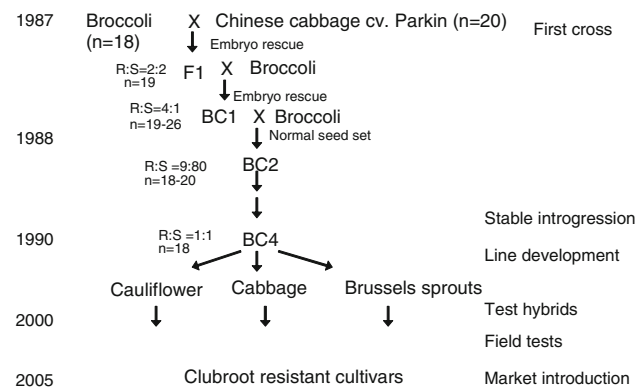 1987 Broccoli X Chinese cabbage cv. Parkin (n=20) First cross
(n=18) Embryo rescue
R:S=2:2 F1 X Broccoli
n=19
Embryo rescue
R:S=4:1 BC1 X Broccoli
n=19-26
1988 Normal seed set
R:S =9:80 BC2
n=18-20
Stable introgression
1990 R:S =1:1 BC4
n=18
Line development
Cauliflower Cabbage Brussels sprouts
Test hybrids
2000
Field tests
2005 Clubroot resistant cultivars Market introduction